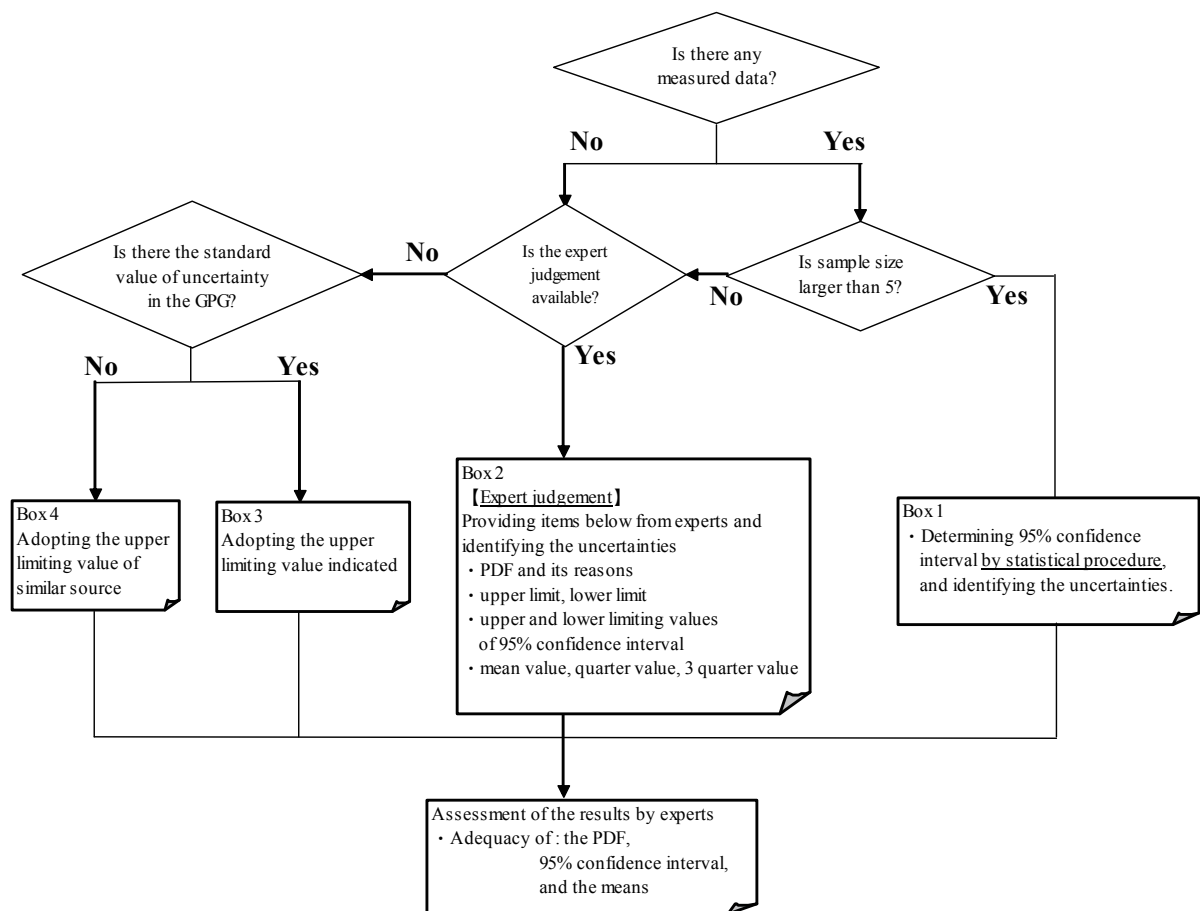 Is there any
measured data?
No
Yes
Is there the standard
value of uncertainty
in the GPG?
No
Is the expert
judgement
available?
No
Is sample size
larger than 5?
Yes
No
Yes
Yes
Box 4
Adopting the upper
limiting value of
similar source
Box 3
Adopting the upper
limiting value indicated
Box 2
【Expert judgement】
Providing items below from experts and
identifying the uncertainties
・PDF and its reasons
・upper limit, lower limit
・upper and lower limiting values
of 95% confidence interval
・mean value, quarter value, 3 quarter value
Box 1
・Determining 95% confidence
interval by statistical procedure,
and identifying the uncertainties.
Assessment of the results by experts
・Adequacy of : the PDF,
95% confidence interval,
and the means